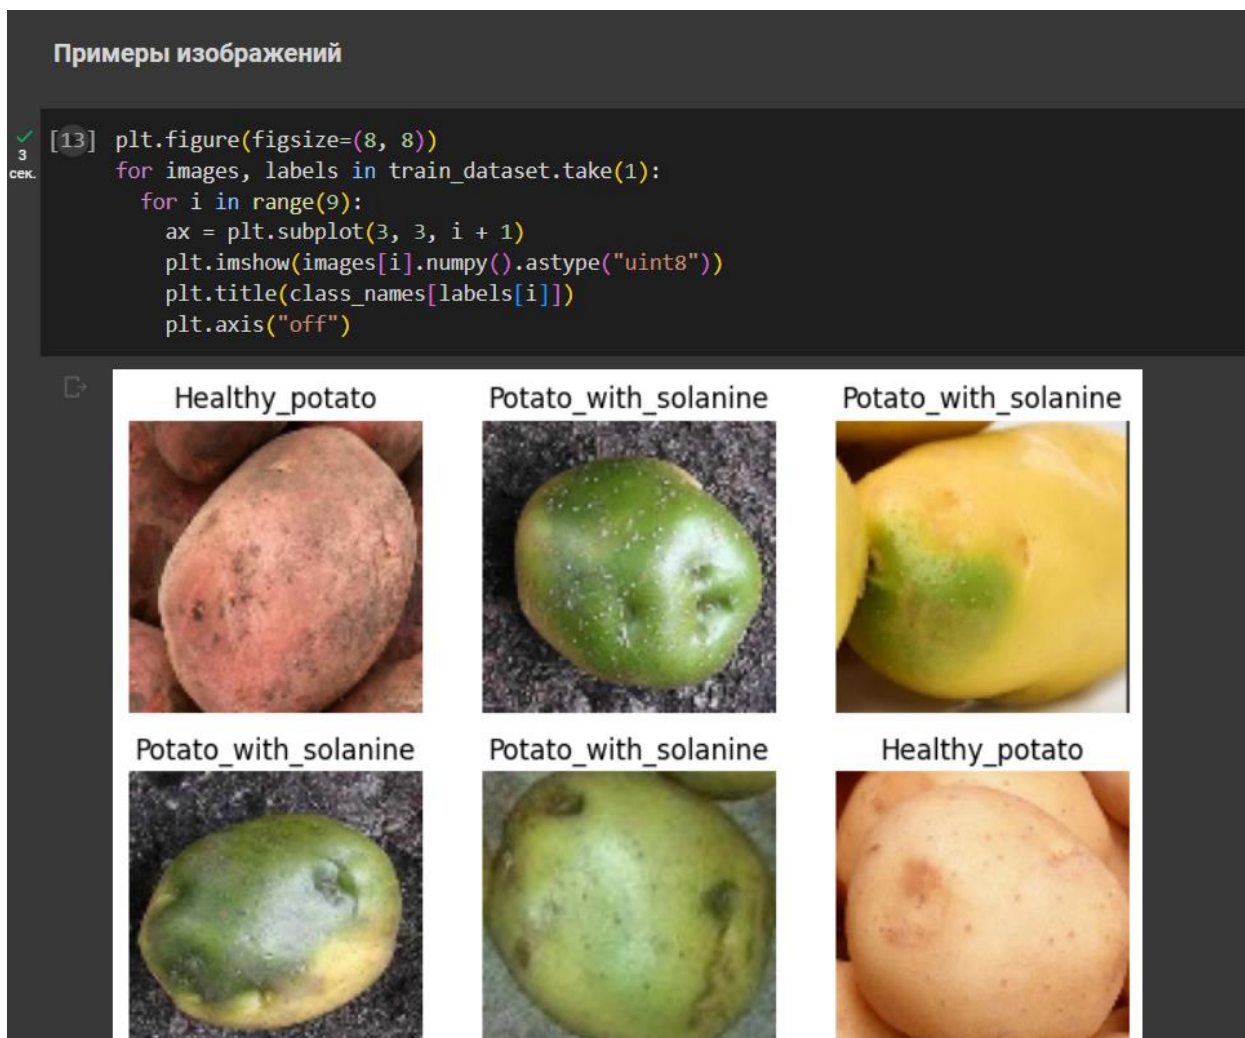 Примеры изображений
[13] plt.figure(figsize=(8, 8))
3
сек.
for images, labels in train_dataset.take(1):
  for i in range(9):
    ax = plt.subplot(3, 3, i + 1)
    plt.imshow(images[i].numpy().astype("uint8"))
    plt.title(class_names[labels[i]])
    plt.axis("off")
Healthy_potato Potato_with_solanine Potato_with_solanine
Potato_with_solanine Potato_with_solanine Healthy_potato